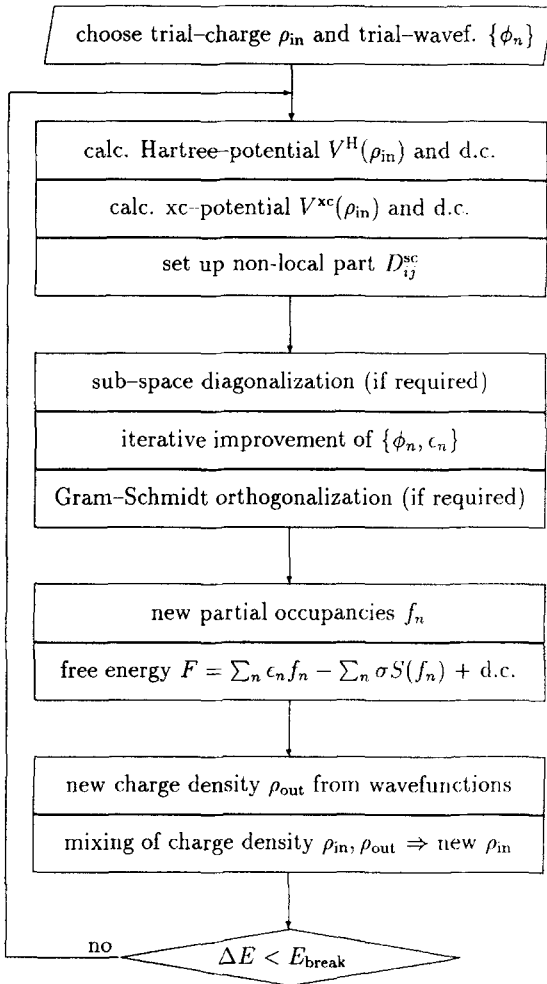 choose trial–charge ρ_in and trial–wavef. {ϕ_n}
calc. Hartree–potential V^H(ρ_in) and d.c.
calc. xc–potential V^xc(ρ_in) and d.c.
set up non-local part D_ij^sc
sub-space diagonalization (if required)
iterative improvement of {ϕ_n, ϵ_n}
Gram–Schmidt orthogonalization (if required)
new partial occupancies f_n
free energy F = ∑_n ϵ_n f_n − ∑_n σS(f_n) + d.c.
new charge density ρ_out from wavefunctions
mixing of charge density ρ_in, ρ_out ⇒ new ρ_in
no
ΔE < E_break